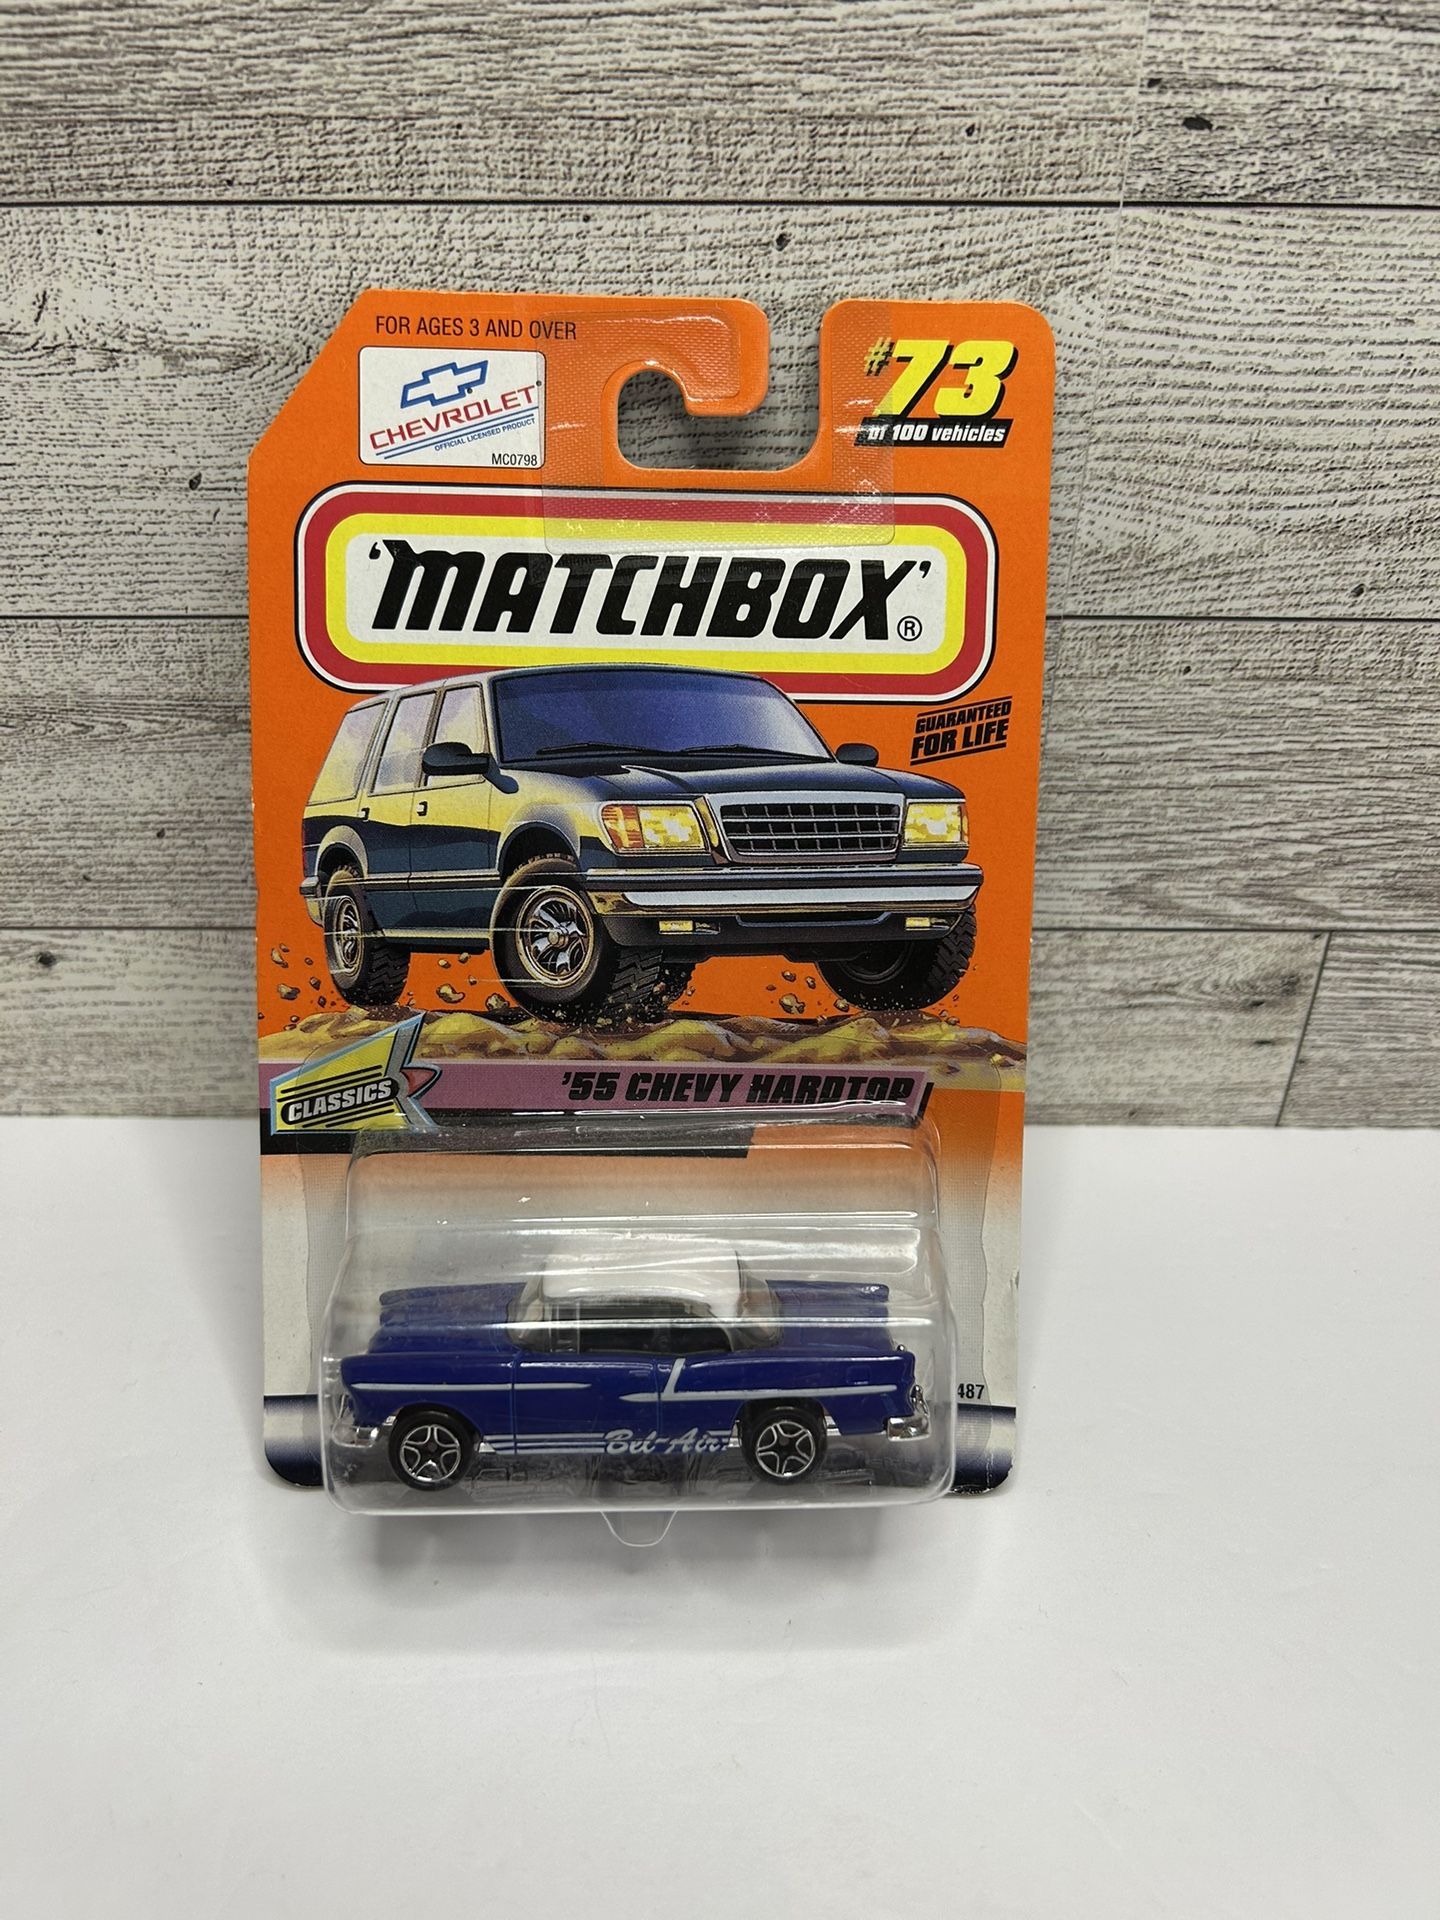 FOR AGES 3 AND OVER
CHEVROLET
OFFICIAL LICENSED PRODUCT
MC0798
#73
of 100 vehicles
'MATCHBOX'®
GUARANTEED
FOR LIFE
CLASSICS
'55 CHEVY HARDTOP
487
Bel-Air